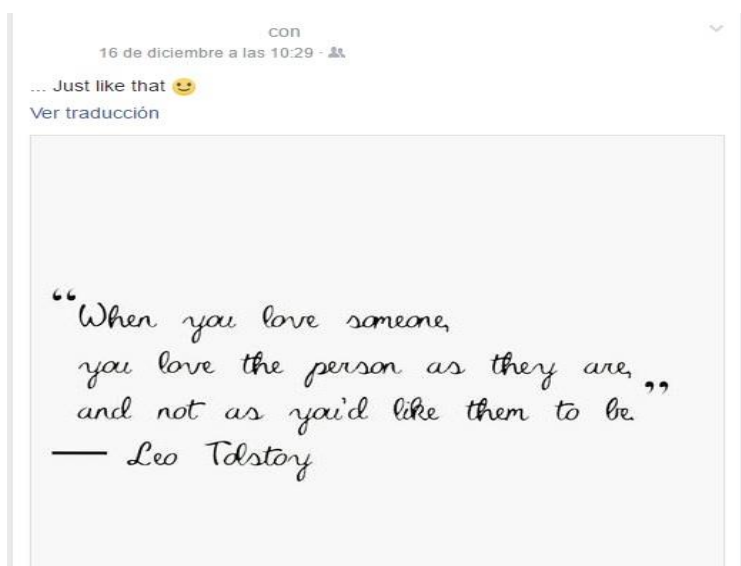 con
16 de diciembre a las 10:29 ·
... Just like that
Ver traducción
“When you love someone,
you love the person as they are,
and not as you'd like them to be.”
— Leo Tolstoy